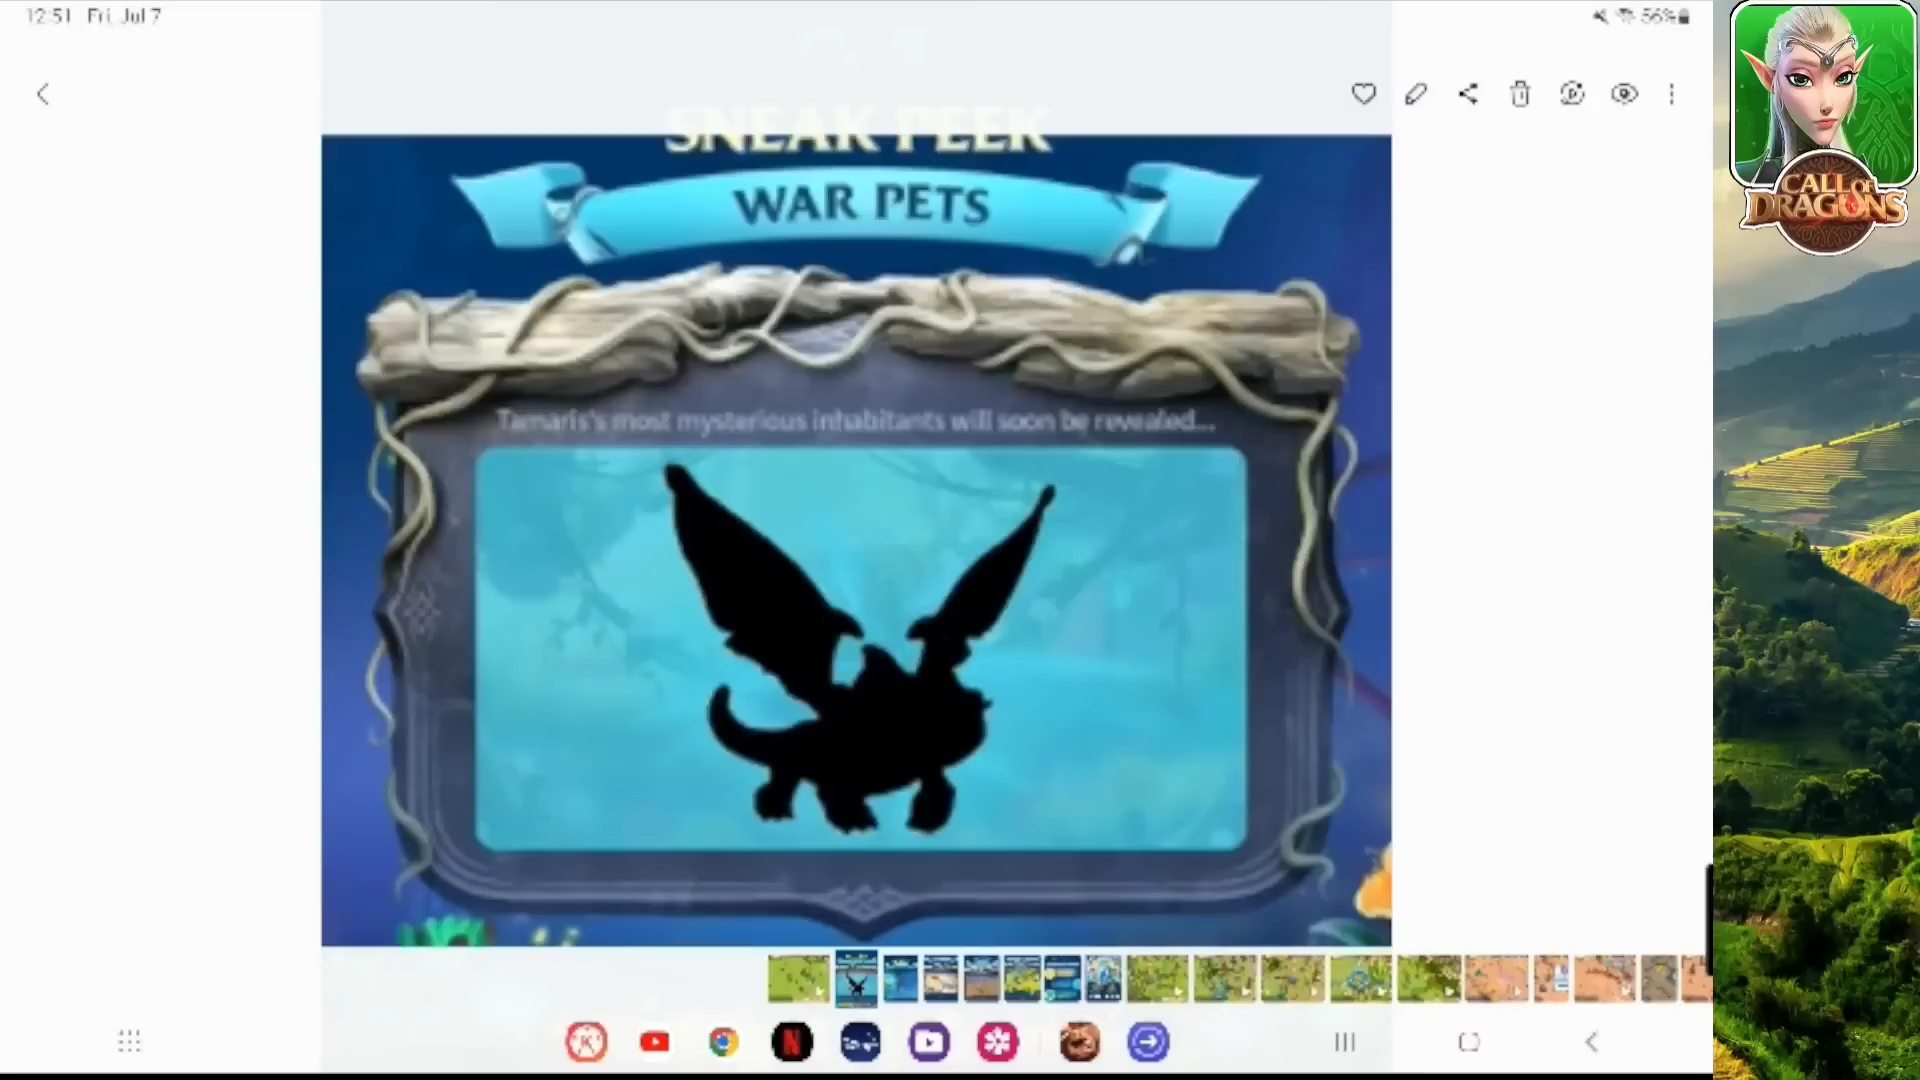 12:51 Fri, Jul 7
56%
SNEAK PEEK
WAR PETS
Tamaris's most mysterious inhabitants will soon be revealed...
CALL OF
DRAGONS